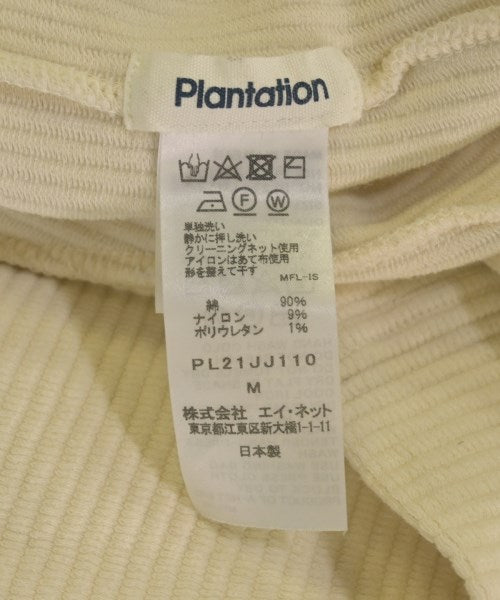 Plantation
F W
単独洗い
静かに押し洗い
クリーニングネット使用
アイロンはあて布使用
形を整えて干す
MFL-IS
綿 90%
ナイロン 9%
ポリウレタン 1%
PL21JJ110
M
株式会社 エイ・ネット
東京都江東区新大橋1-1-11
日本製